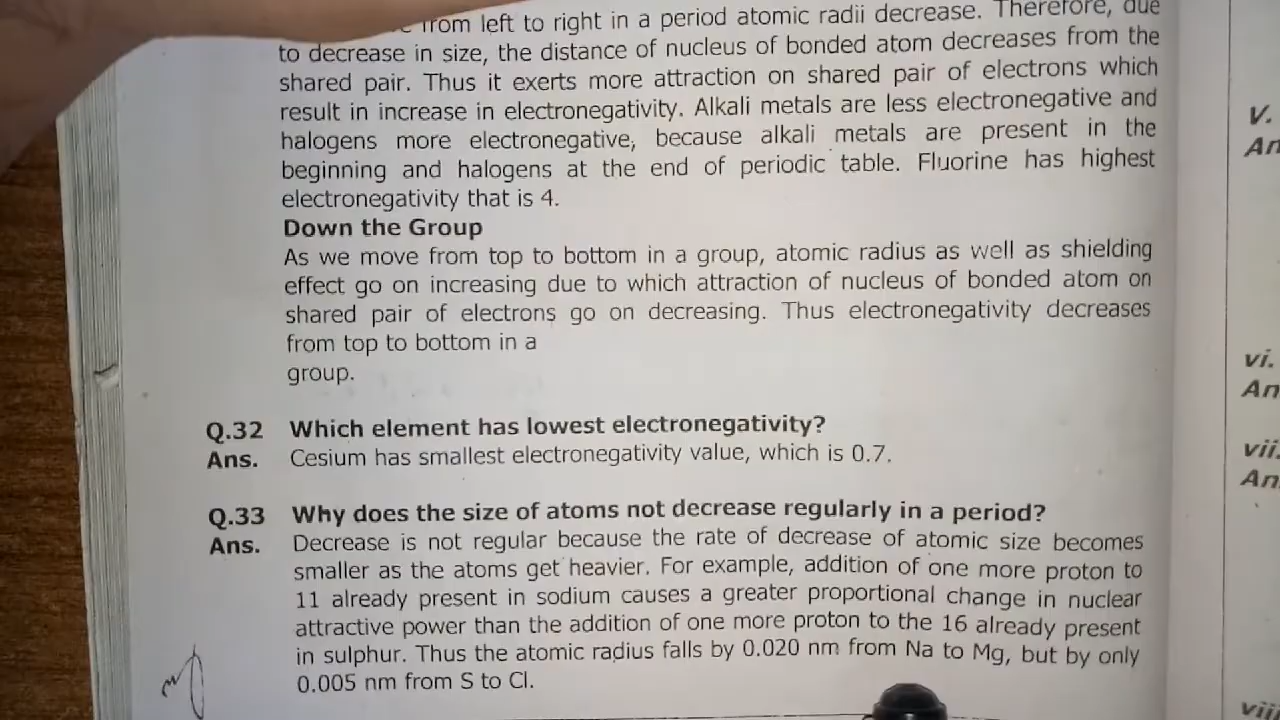 from left to right in a period atomic radii decrease. Therefore, due
to decrease in size, the distance of nucleus of bonded atom decreases from the
shared pair. Thus it exerts more attraction on shared pair of electrons which
result in increase in electronegativity. Alkali metals are less electronegative and
halogens more electronegative, because alkali metals are present in the
beginning and halogens at the end of periodic table. Fluorine has highest
electronegativity that is 4.
Down the Group
As we move from top to bottom in a group, atomic radius as well as shielding
effect go on increasing due to which attraction of nucleus of bonded atom on
shared pair of electrons go on decreasing. Thus electronegativity decreases
from top to bottom in a
group.
Q.32 Which element has lowest electronegativity?
Ans. Cesium has smallest electronegativity value, which is 0.7.
Q.33 Why does the size of atoms not decrease regularly in a period?
Ans. Decrease is not regular because the rate of decrease of atomic size becomes
smaller as the atoms get heavier. For example, addition of one more proton to
11 already present in sodium causes a greater proportional change in nuclear
attractive power than the addition of one more proton to the 16 already present
in sulphur. Thus the atomic radius falls by 0.020 nm from Na to Mg, but by only
0.005 nm from S to Cl.
V.
An
vi.
An
vii.
An
vii